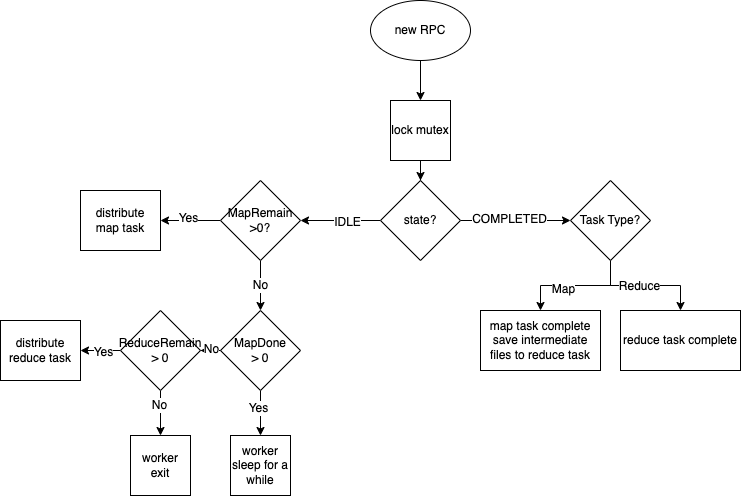 new RPC
lock mutex
state?
IDLE
COMPLETED
MapRemain
>0?
Yes
distribute
map task
Task Type?
No
Map
Reduce
map task complete
save intermediate
files to reduce task
reduce task complete
MapDone
> 0
No
ReduceRemain
> 0
Yes
distribute
reduce task
No
Yes
worker
exit
worker
sleep for a
while